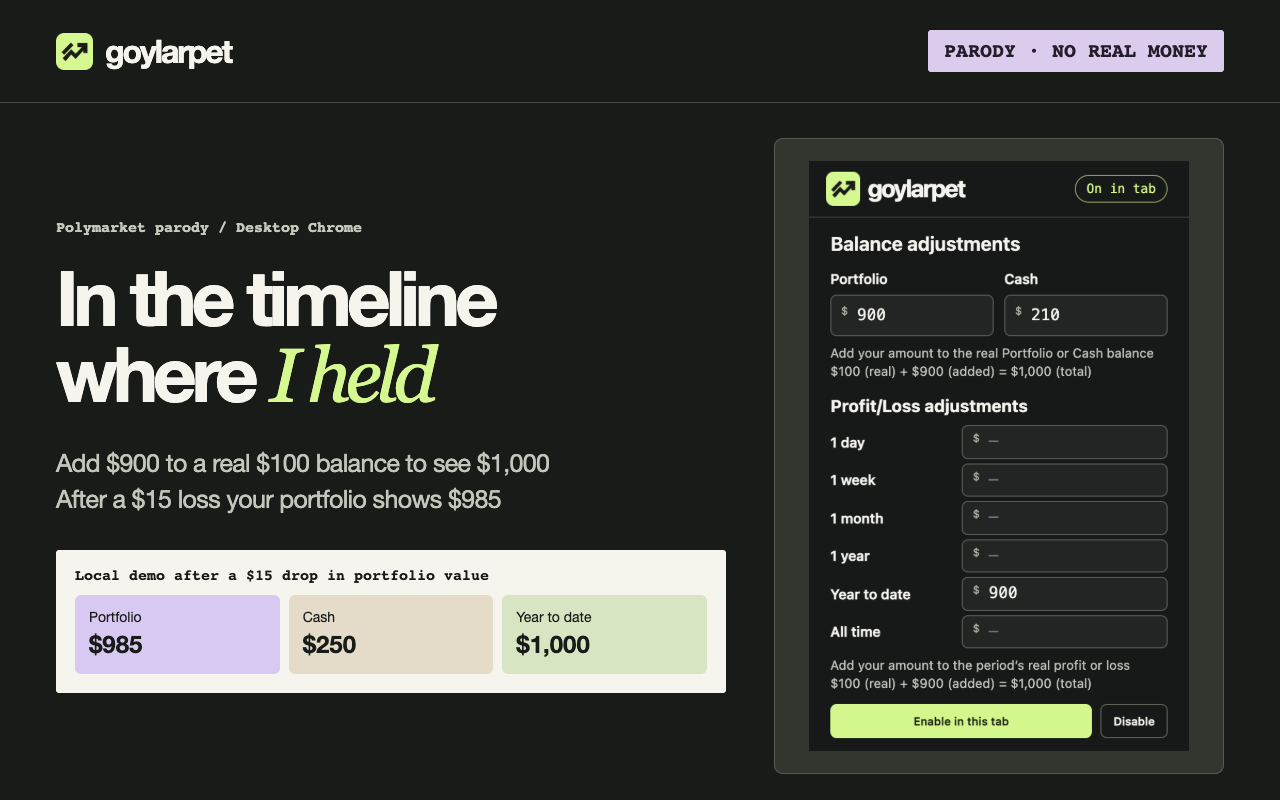 goylarpet
PARODY · NO REAL MONEY
Polymarket parody / Desktop Chrome
In the timeline
where I held
Add $900 to a real $100 balance to see $1,000
After a $15 loss your portfolio shows $985
Local demo after a $15 drop in portfolio value
Portfolio
$985
Cash
$250
Year to date
$1,000
goylarpet
On in tab
Balance adjustments
Portfolio
Cash
$ 900
$ 210
Add your amount to the real Portfolio or Cash balance
$100 (real) + $900 (added) = $1,000 (total)
Profit/Loss adjustments
1 day
$ —
1 week
$ —
1 month
$ —
1 year
$ —
Year to date
$ 900
All time
$ —
Add your amount to the period's real profit or loss
$100 (real) + $900 (added) = $1,000 (total)
Enable in this tab
Disable